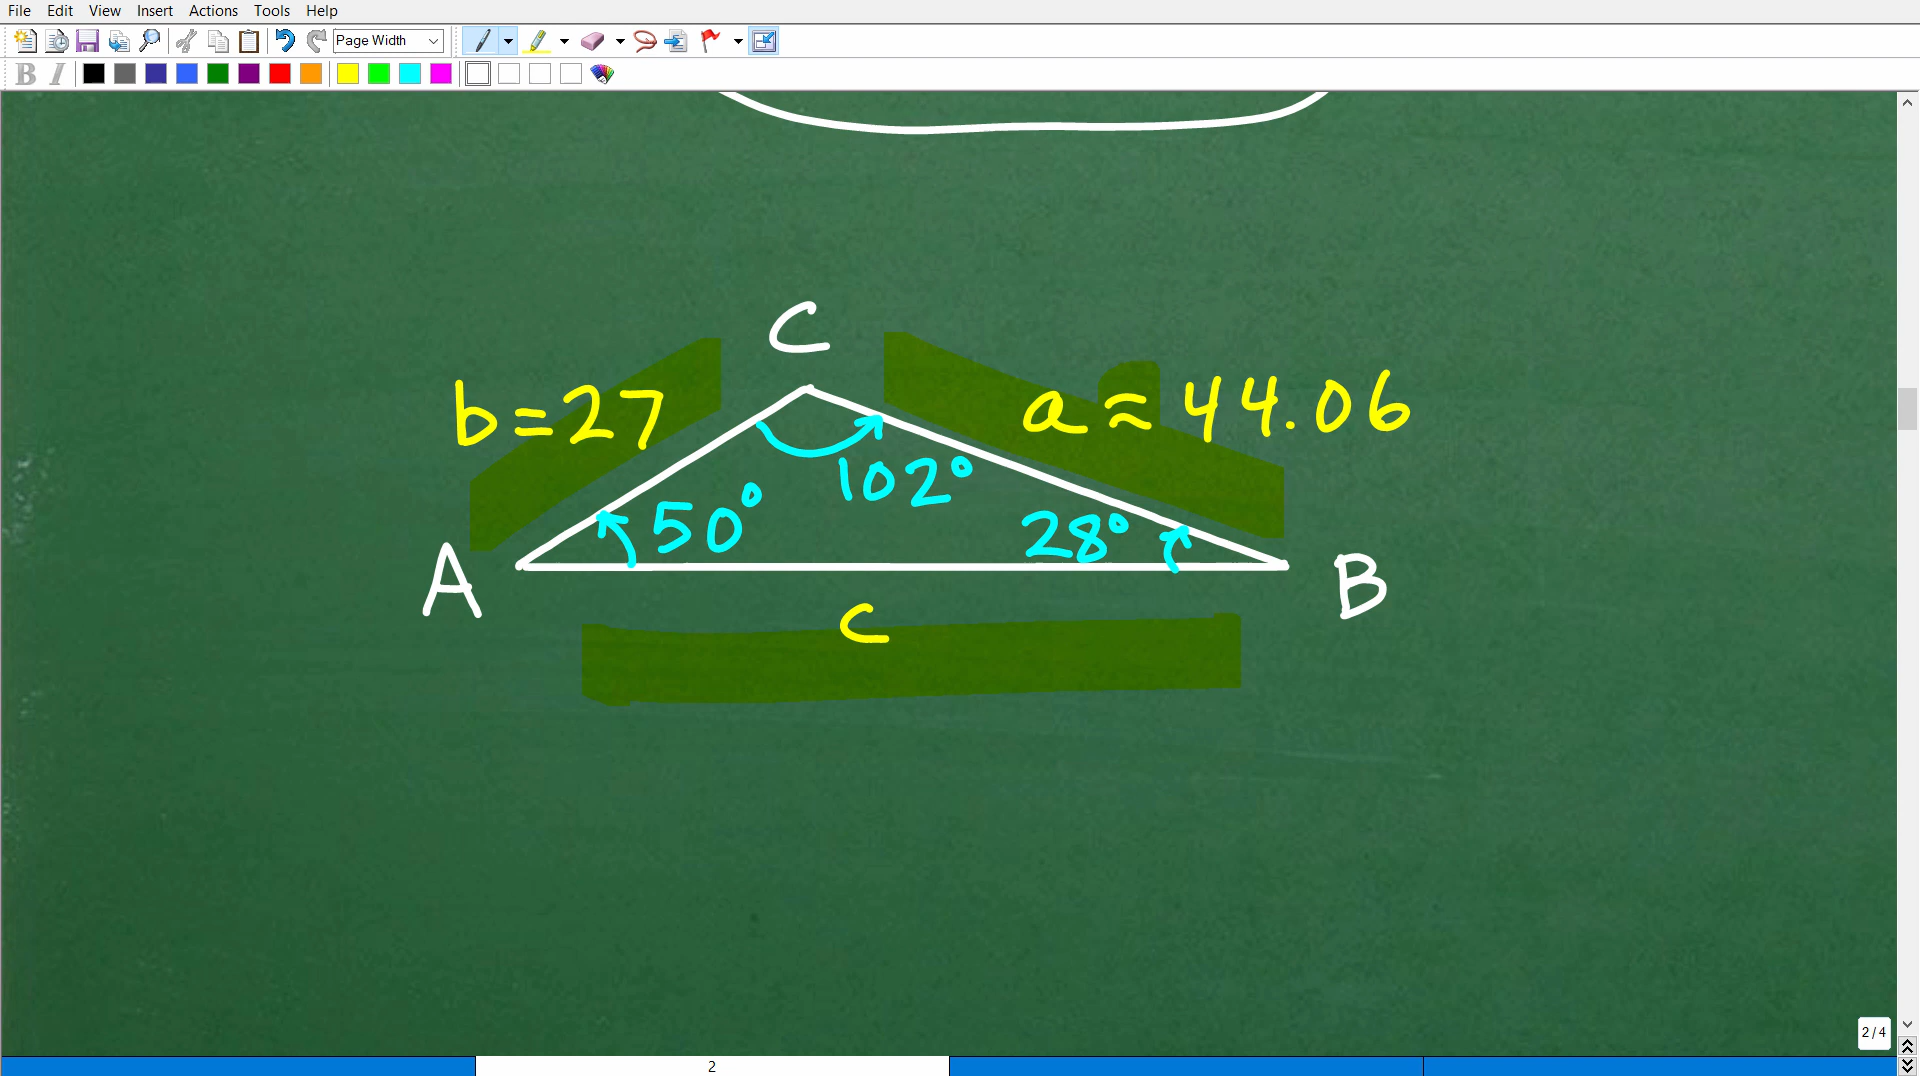 File Edit View Insert Actions Tools Help
Page Width
B I
C
b=27
a≈44.06
102°
50°
28°
A
B
c
2 / 4
2